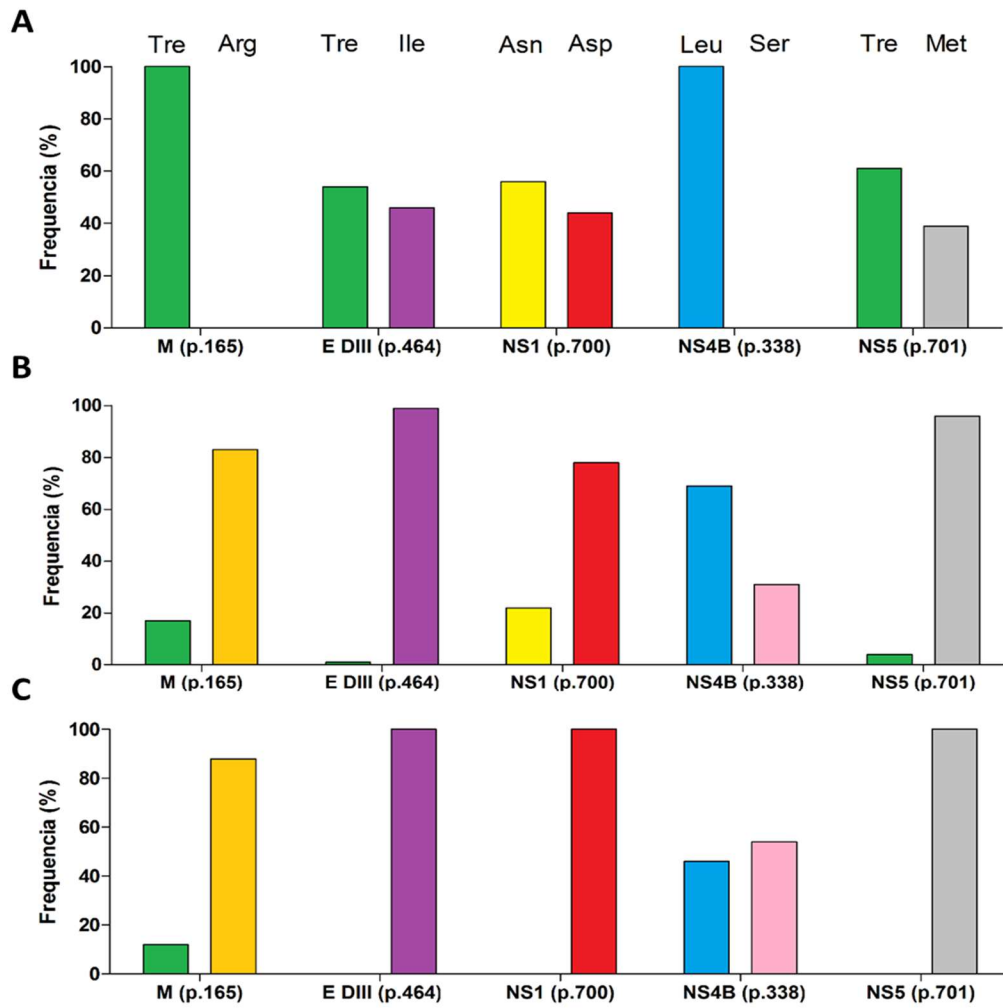 A
Tre Arg Tre Ile Asn Asp Leu Ser Tre Met
Frequencia (%)
100
80
60
40
20
0
M (p.165) E DIII (p.464) NS1 (p.700) NS4B (p.338) NS5 (p.701)
B
Frequencia (%)
100
80
60
40
20
0
M (p.165) E DIII (p.464) NS1 (p.700) NS4B (p.338) NS5 (p.701)
C
Frequencia (%)
100
80
60
40
20
0
M (p.165) E DIII (p.464) NS1 (p.700) NS4B (p.338) NS5 (p.701)